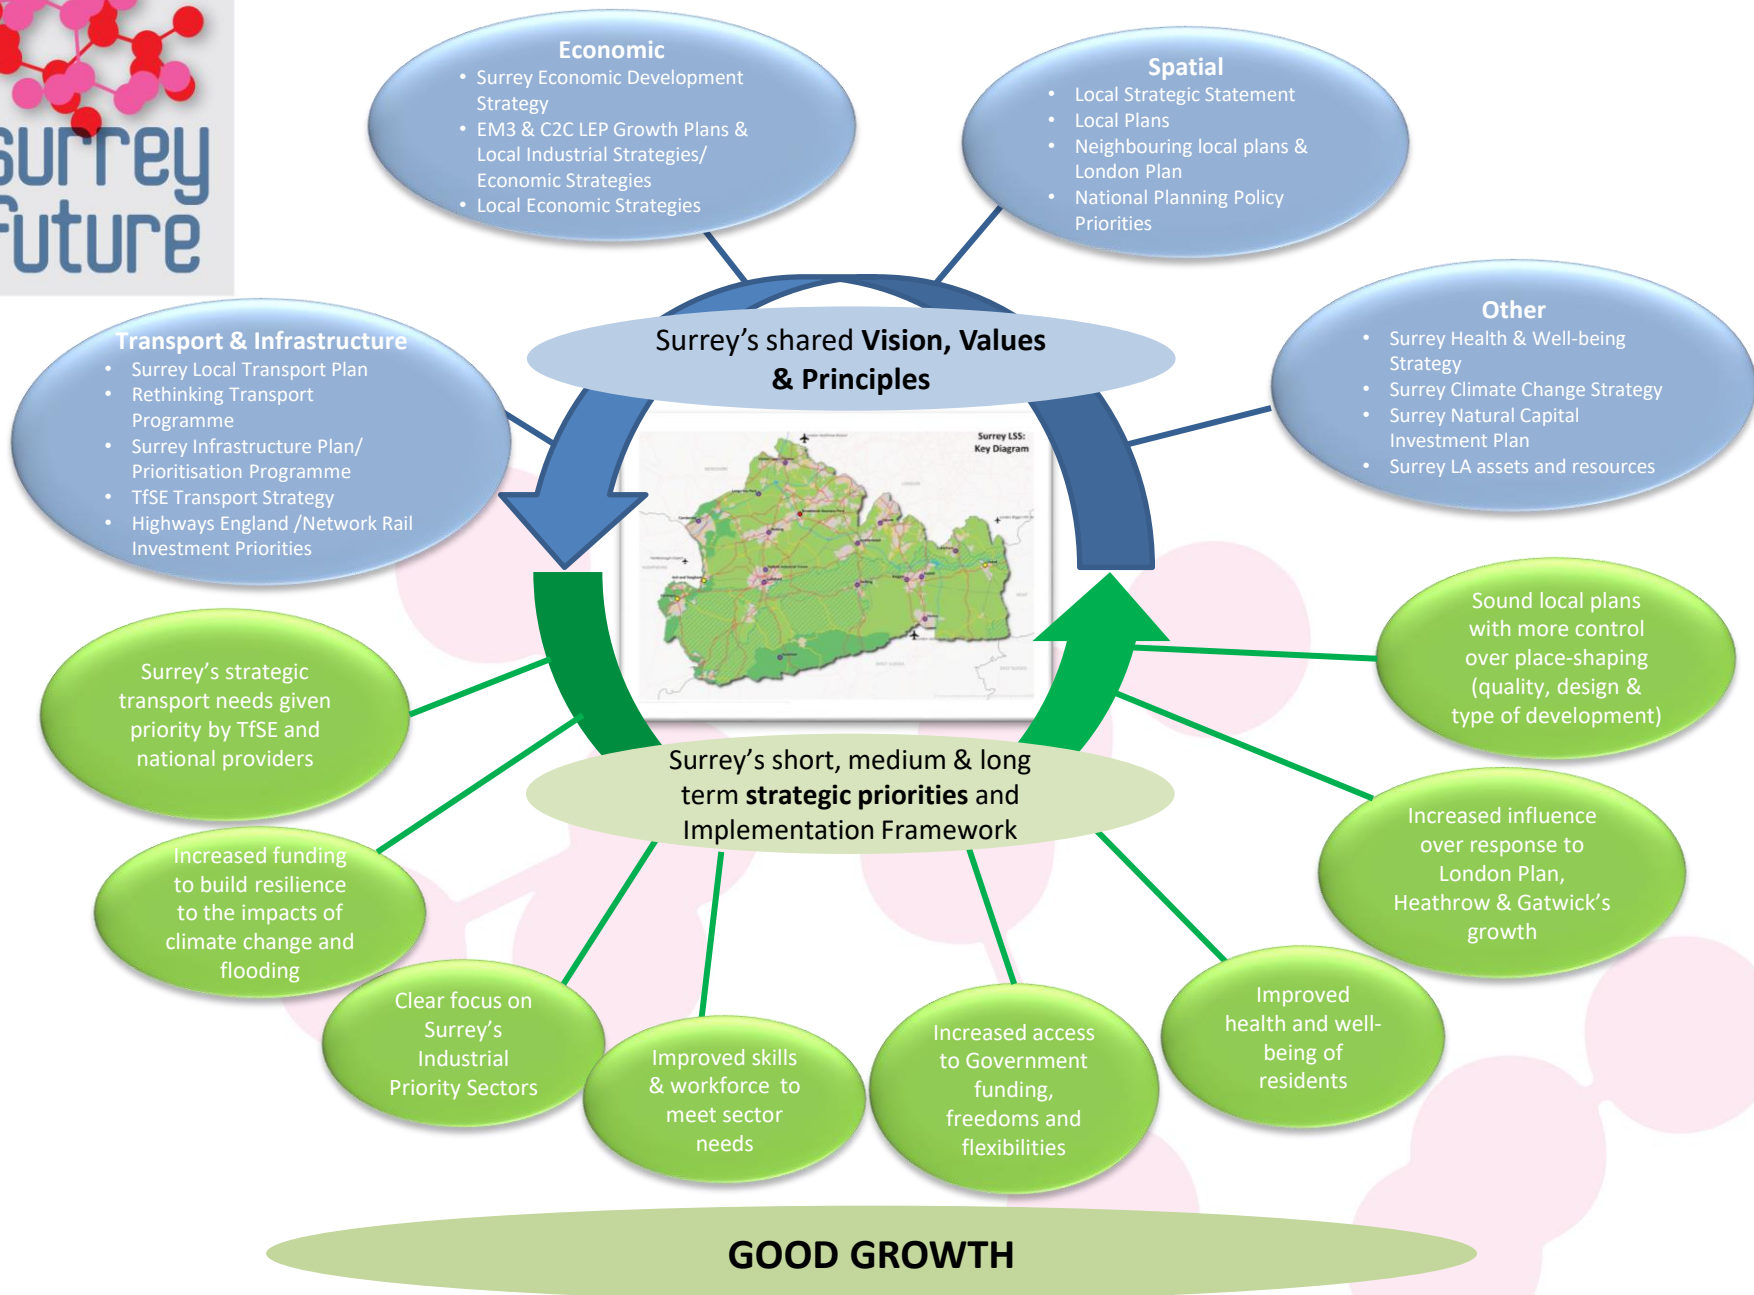 surrey
future
Economic
• Surrey Economic Development
Strategy
• EM3 & C2C LEP Growth Plans &
Local Industrial Strategies/
Economic Strategies
• Local Economic Strategies
Spatial
• Local Strategic Statement
• Local Plans
• Neighbouring local plans &
London Plan
• National Planning Policy
Priorities
Transport & Infrastructure
• Surrey Local Transport Plan
• Rethinking Transport
Programme
• Surrey Infrastructure Plan/
Prioritisation Programme
• TfSE Transport Strategy
• Highways England /Network Rail
Investment Priorities
Surrey's shared Vision, Values
& Principles
Other
• Surrey Health & Well-being
Strategy
• Surrey Climate Change Strategy
• Surrey Natural Capital
Investment Plan
• Surrey LA assets and resources
Surrey LSS:
Key Diagram
Surrey's strategic
transport needs given
priority by TfSE and
national providers
Sound local plans
with more control
over place-shaping
(quality, design &
type of development)
Surrey's short, medium & long
term strategic priorities and
Implementation Framework
Increased funding
to build resilience
to the impacts of
climate change and
flooding
Increased influence
over response to
London Plan,
Heathrow & Gatwick's
growth
Clear focus on
Surrey's
Industrial
Priority Sectors
Improved skills
& workforce to
meet sector
needs
Increased access
to Government
funding,
freedoms and
flexibilities
Improved
health and well-
being of
residents
GOOD GROWTH